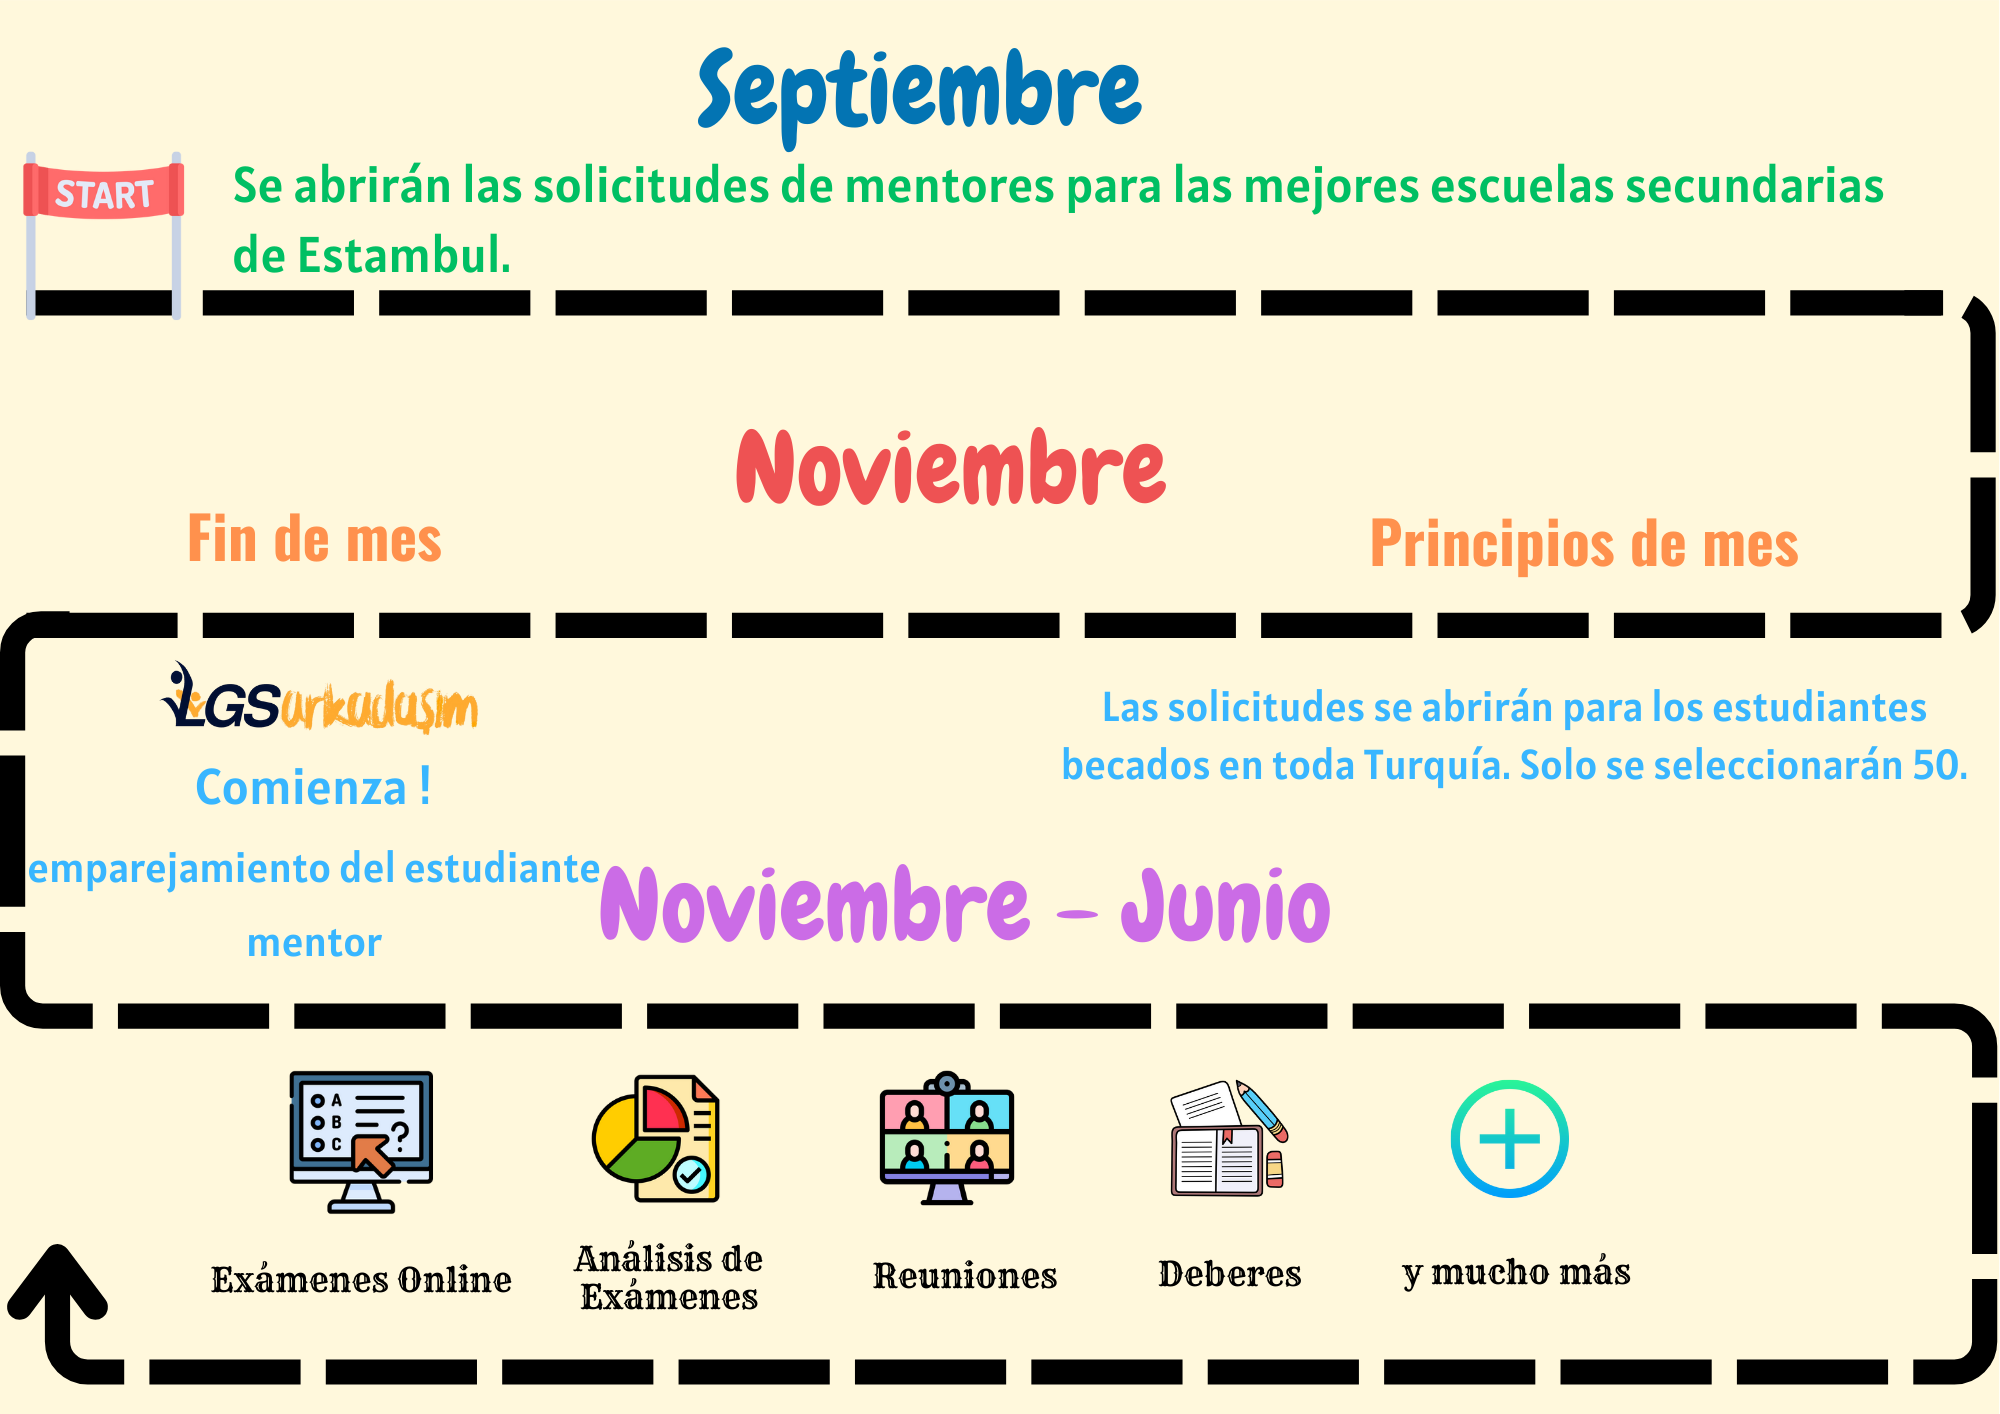 Septiembre
START
Se abrirán las solicitudes de mentores para las mejores escuelas secundarias
de Estambul.
Noviembre
Fin de mes
Principios de mes
LGSarkadaşım
Comienza !
emparejamiento del estudiante
mentor
Las solicitudes se abrirán para los estudiantes
becados en toda Turquía. Solo se seleccionarán 50.
Noviembre - Junio
A
B
C
?
Exámenes Online
Análisis de
Exámenes
Reuniones
Deberes
y mucho más